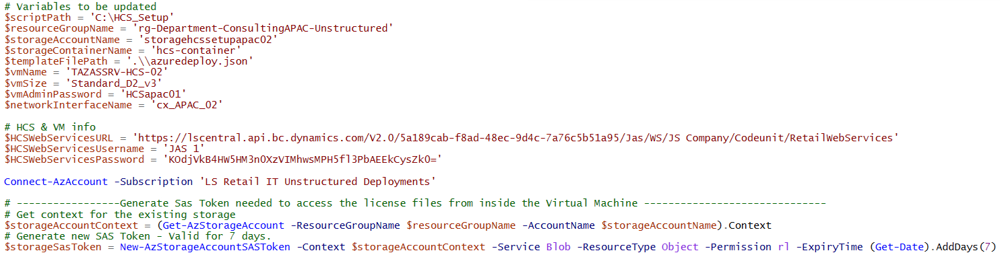 # Variables to be updated
$scriptPath = 'C:\HCS_Setup'
$resourceGroupName = 'rg-Department-ConsultingAPAC-Unstructured'
$storageAccountName = 'storagehcssetupapac02'
$storageContainerName = 'hcs-container'
$templateFilePath = '.\\azuredeploy.json'
$vmName = 'TAZASSRV-HCS-02'
$vmSize = 'Standard_D2_v3'
$vmAdminPassword = 'HCSapac01'
$networkInterfaceName = 'cx_APAC_02'
# HCS & VM info
$HCSWebServicesURL = 'https://lscentral.api.bc.dynamics.com/V2.0/5a189cab-f8ad-48ec-9d4c-7a76c5b51a95/Jas/WS/JS Company/Codeunit/RetailWebServices'
$HCSWebServicesUsername = 'JAS 1'
$HCSWebServicesPassword = 'KOdjVkB4HW5HM3n0XzVIMhwsMPH5fl3PbAEEkCysZk0='
Connect-AzAccount -Subscription 'LS Retail IT Unstructured Deployments'
# -----------------Generate Sas Token needed to access the license files from inside the Virtual Machine ------------------------------
# Get context for the existing storage
$storageAccountContext = (Get-AzStorageAccount -ResourceGroupName $resourceGroupName -AccountName $storageAccountName).Context
# Generate new SAS Token - Valid for 7 days.
$storageSasToken = New-AzStorageAccountSASToken -Context $storageAccountContext -Service Blob -ResourceType Object -Permission rl -ExpiryTime (Get-Date).AddDays(7)